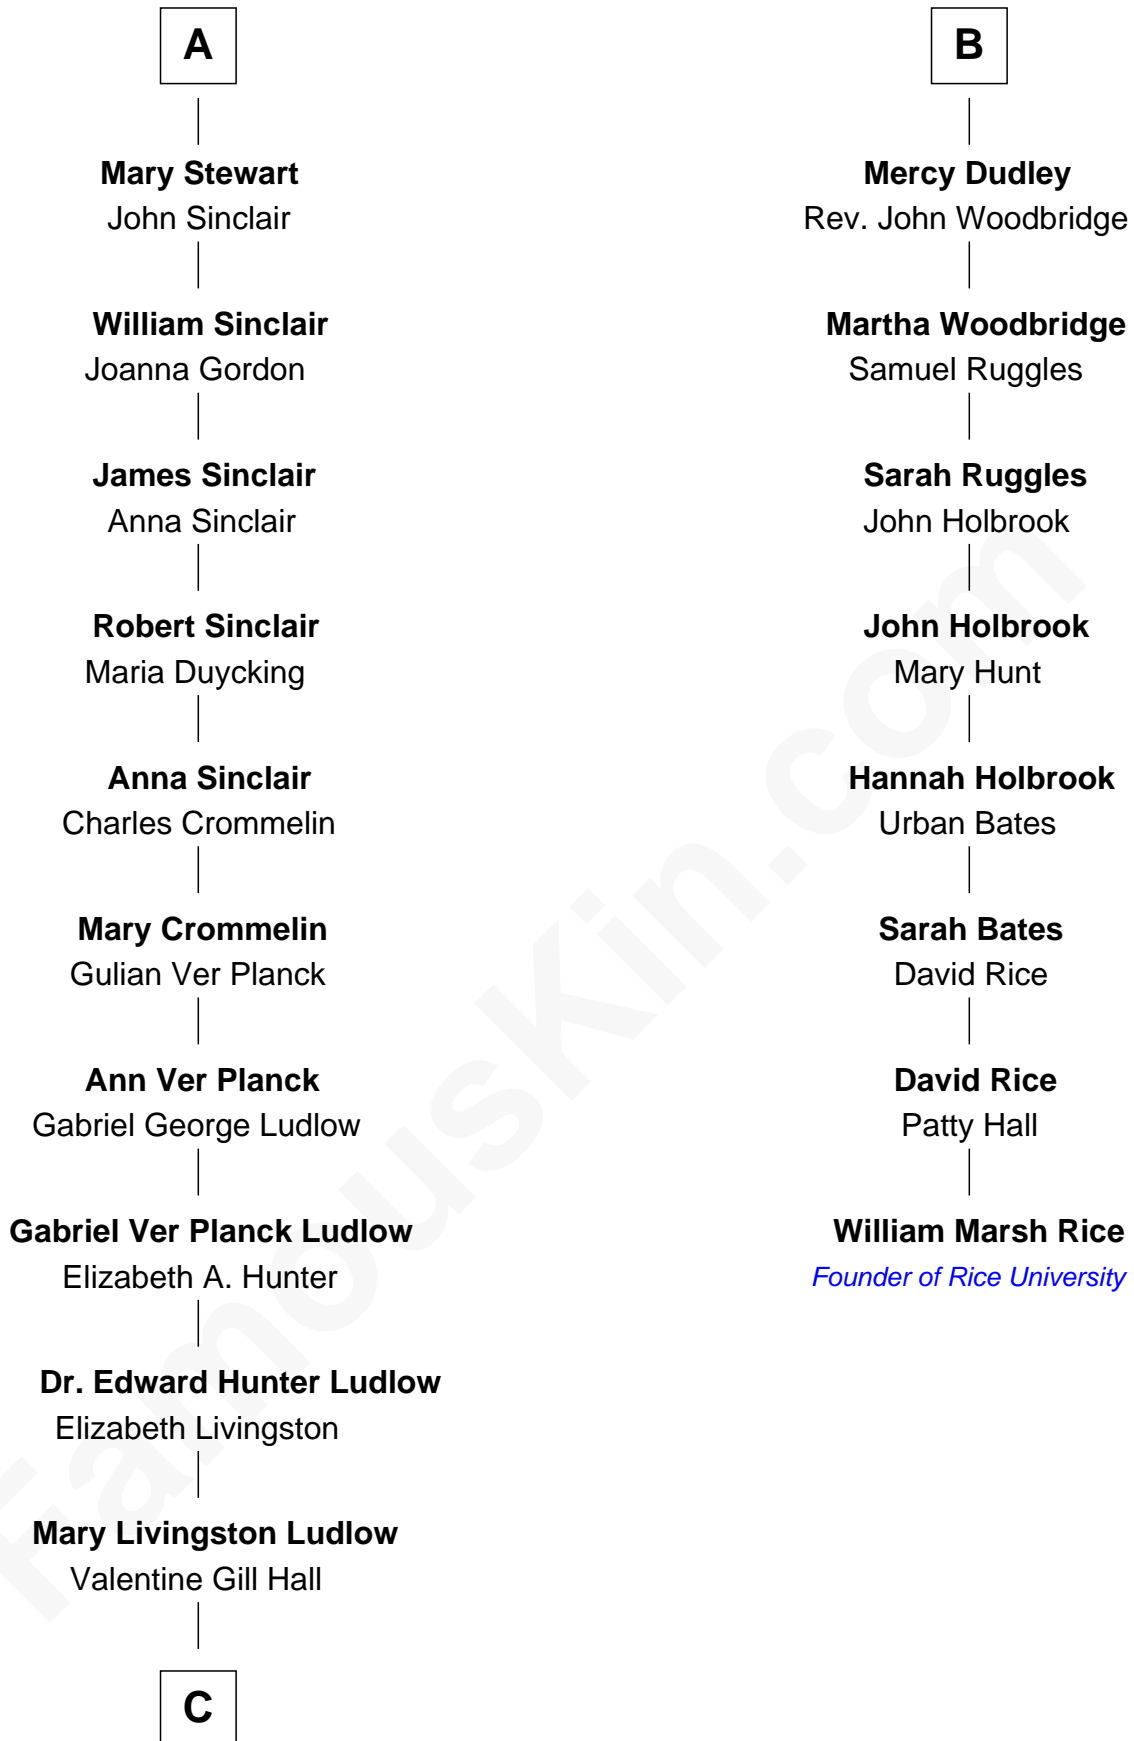 A
Mary Stewart
John Sinclair
William Sinclair
Joanna Gordon
James Sinclair
Anna Sinclair
Robert Sinclair
Maria Duycking
Anna Sinclair
Charles Crommelin
Mary Crommelin
Gulian Ver Planck
Ann Ver Planck
Gabriel George Ludlow
Gabriel Ver Planck Ludlow
Elizabeth A. Hunter
Dr. Edward Hunter Ludlow
Elizabeth Livingston
Mary Livingston Ludlow
Valentine Gill Hall
C
B
Mercy Dudley
Rev. John Woodbridge
Martha Woodbridge
Samuel Ruggles
Sarah Ruggles
John Holbrook
John Holbrook
Mary Hunt
Hannah Holbrook
Urban Bates
Sarah Bates
David Rice
David Rice
Patty Hall
William Marsh Rice
Founder of Rice University
FamousKin.com